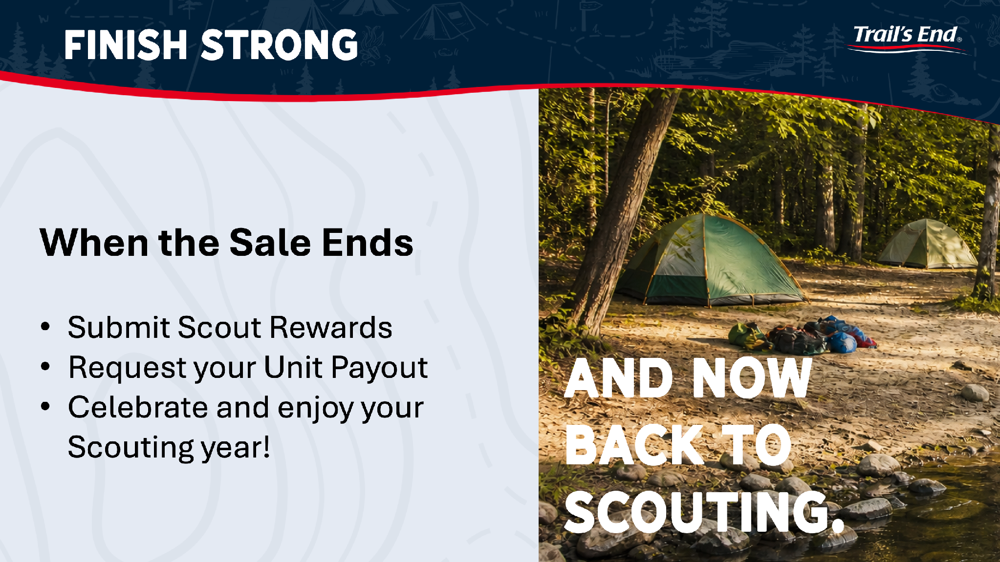 FINISH STRONG
Trail's End®
When the Sale Ends
• Submit Scout Rewards
• Request your Unit Payout
• Celebrate and enjoy your
Scouting year!
AND NOW
BACK TO
SCOUTING.